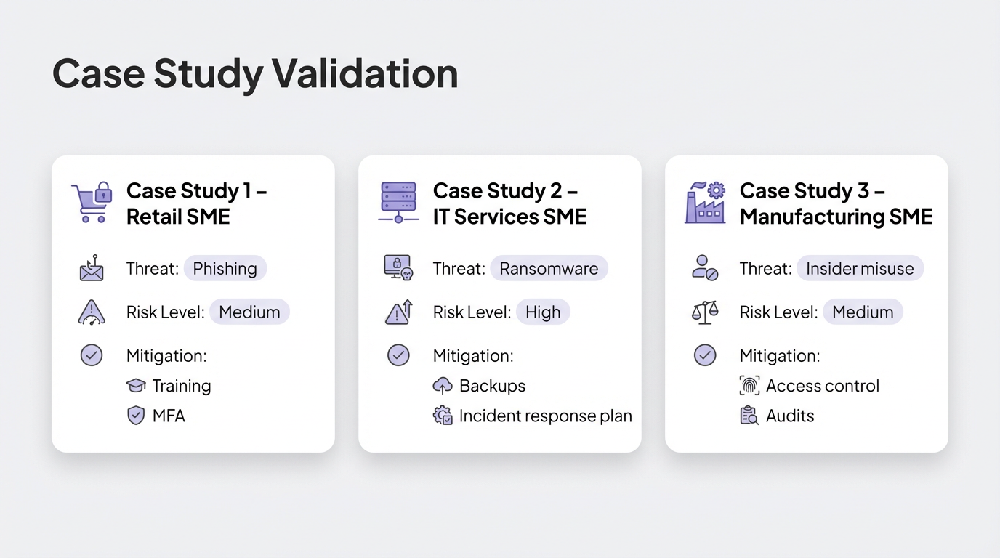 Case Study Validation
Case Study 1 –
Retail SME
Threat: Phishing
Risk Level: Medium
Mitigation:
Training
MFA
Case Study 2 –
IT Services SME
Threat: Ransomware
Risk Level: High
Mitigation:
Backups
Incident response plan
Case Study 3 –
Manufacturing SME
Threat: Insider misuse
Risk Level: Medium
Mitigation:
Access control
Audits